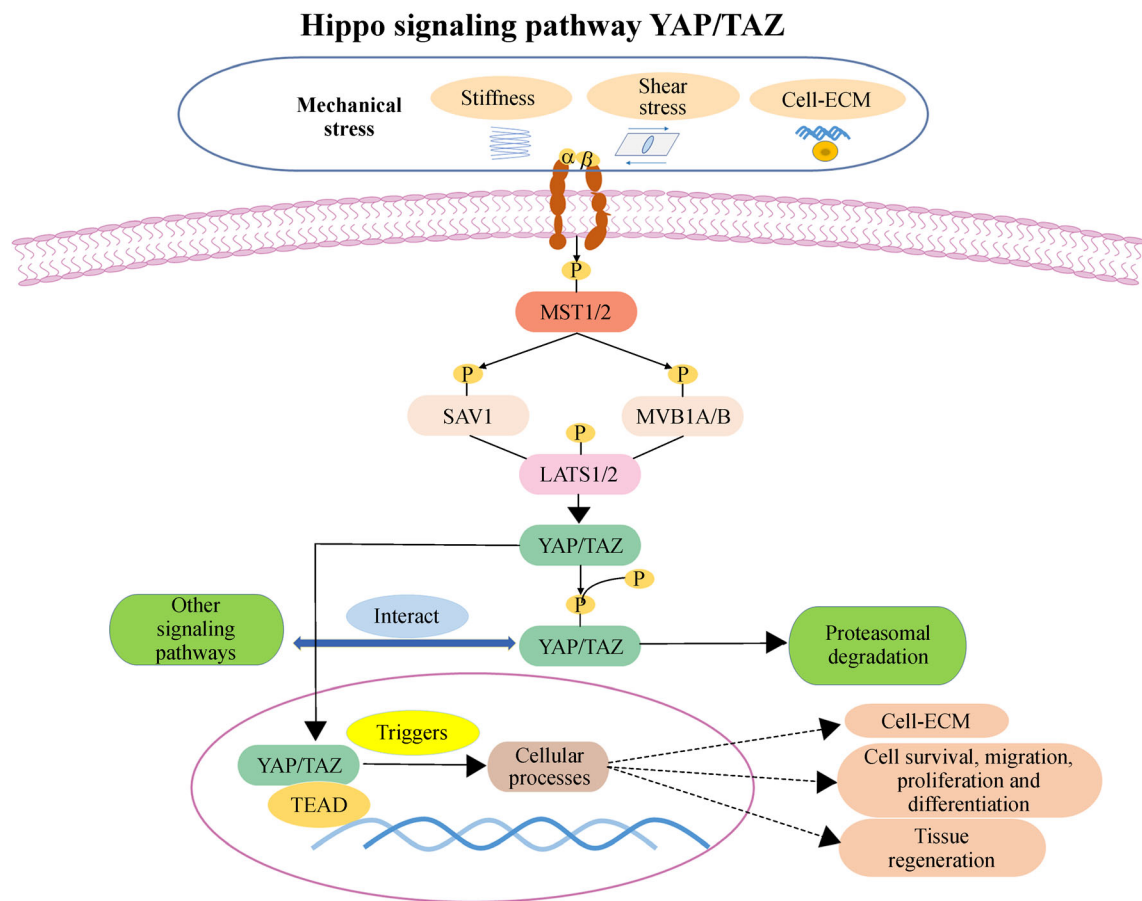 Hippo signaling pathway YAP/TAZ
Mechanical
stress
Stiffness
Shear
stress
Cell-ECM
α
β
P
MST1/2
P
P
SAV1
MVB1A/B
P
LATS1/2
YAP/TAZ
P
P
YAP/TAZ
Other
signaling
pathways
Interact
Proteasomal
degradation
Triggers
YAP/TAZ
TEAD
Cellular
processes
Cell-ECM
Cell survival, migration,
proliferation and
differentiation
Tissue
regeneration